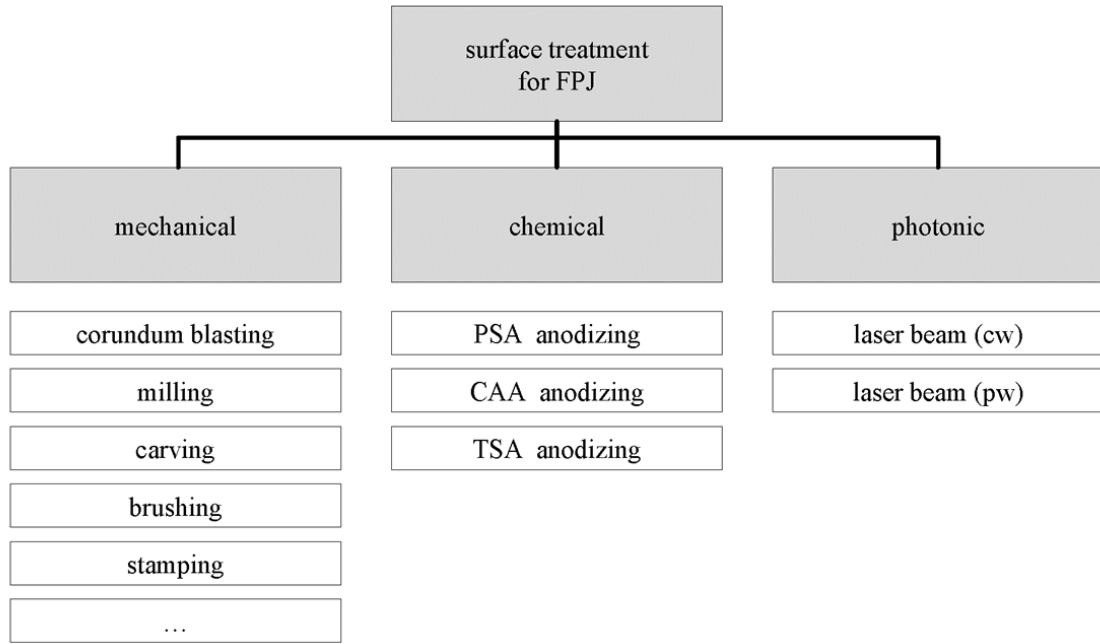 surface treatment
for FPJ
mechanical
chemical
photonic
corundum blasting
milling
carving
brushing
stamping
…
PSA anodizing
CAA anodizing
TSA anodizing
laser beam (cw)
laser beam (pw)